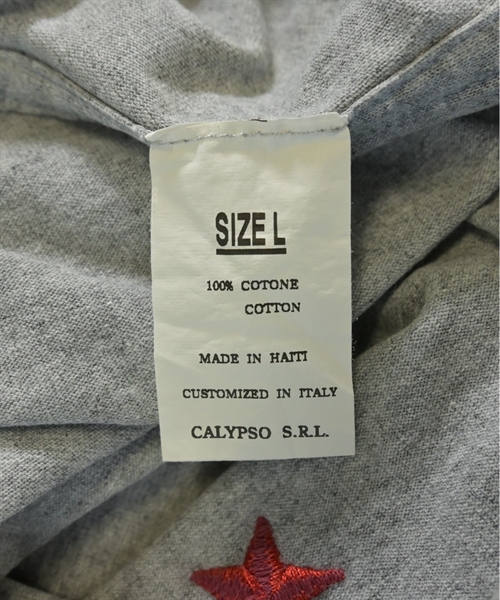 SIZE L
100% COTONE
COTTON
MADE IN HAITI
CUSTOMIZED IN ITALY
CALYPSO S.R.L.